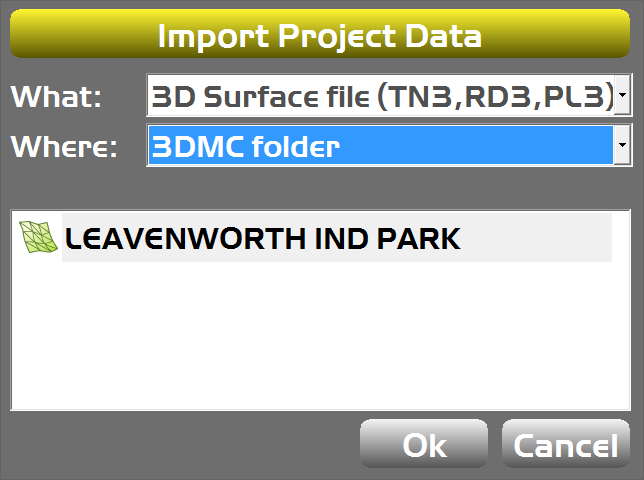 Import Project Data
What: 3D Surface file (TN3,RD3,PL3)
Where: 3DMC folder
LEAVENWORTH IND PARK
Ok Cancel